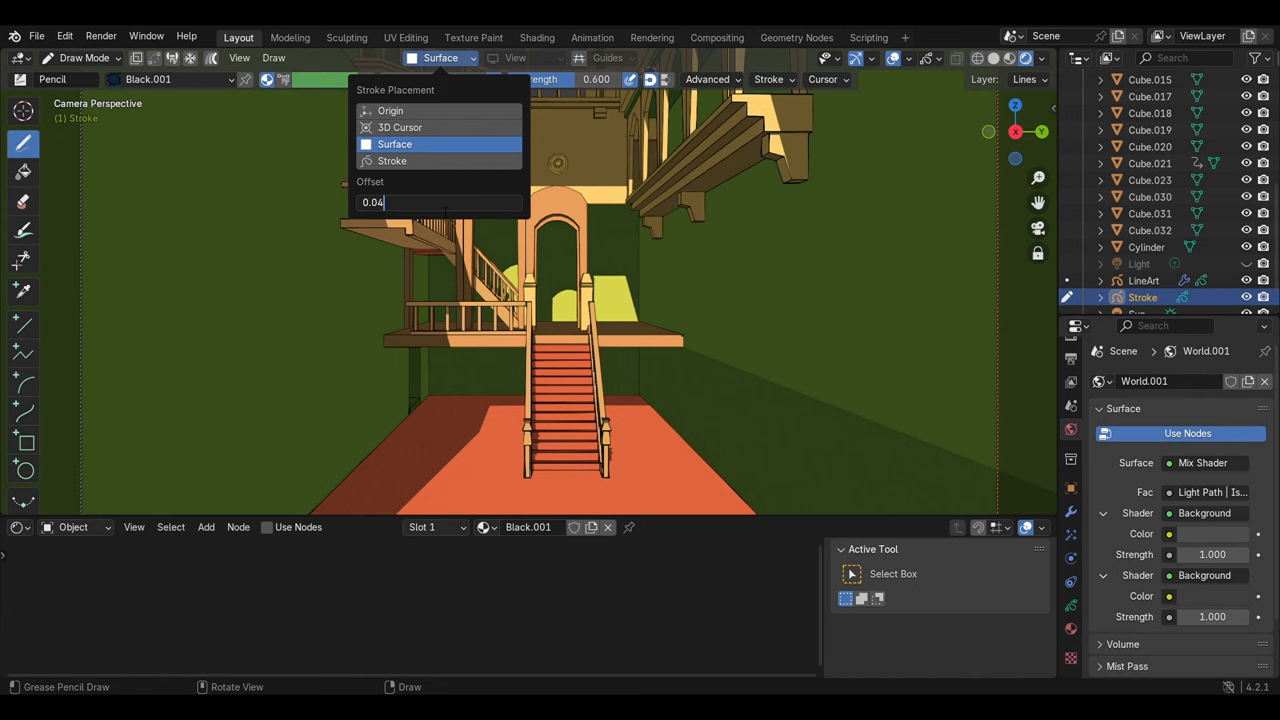 File Edit Render Window Help Layout Modeling Sculpting UV Editing Texture Paint Shading Animation Rendering Compositing Geometry Nodes Scripting Scene ViewLayer
Draw Mode View Draw Surface View Guides Search
Pencil Black.001 Strength 0.600 Advanced Stroke Cursor Layer: Lines
Camera Perspective
(1) Stroke
Stroke Placement
Origin
3D Cursor
Surface
Stroke
Offset
0.04
X
Y
Z
Cube.015
Cube.017
Cube.018
Cube.019
Cube.020
Cube.021
Cube.023
Cube.030
Cube.031
Cube.032
Cylinder
Light
LineArt
Stroke
Search
Scene World.001
World.001
Surface
Use Nodes
Surface Mix Shader
Fac Light Path | Is...
Shader Background
Color
Strength 1.000
Shader Background
Color
Strength 1.000
Volume
Mist Pass
Object View Select Add Node Use Nodes Slot 1 Black.001
Active Tool
Select Box
Grease Pencil Draw Rotate View Draw 4.2.1